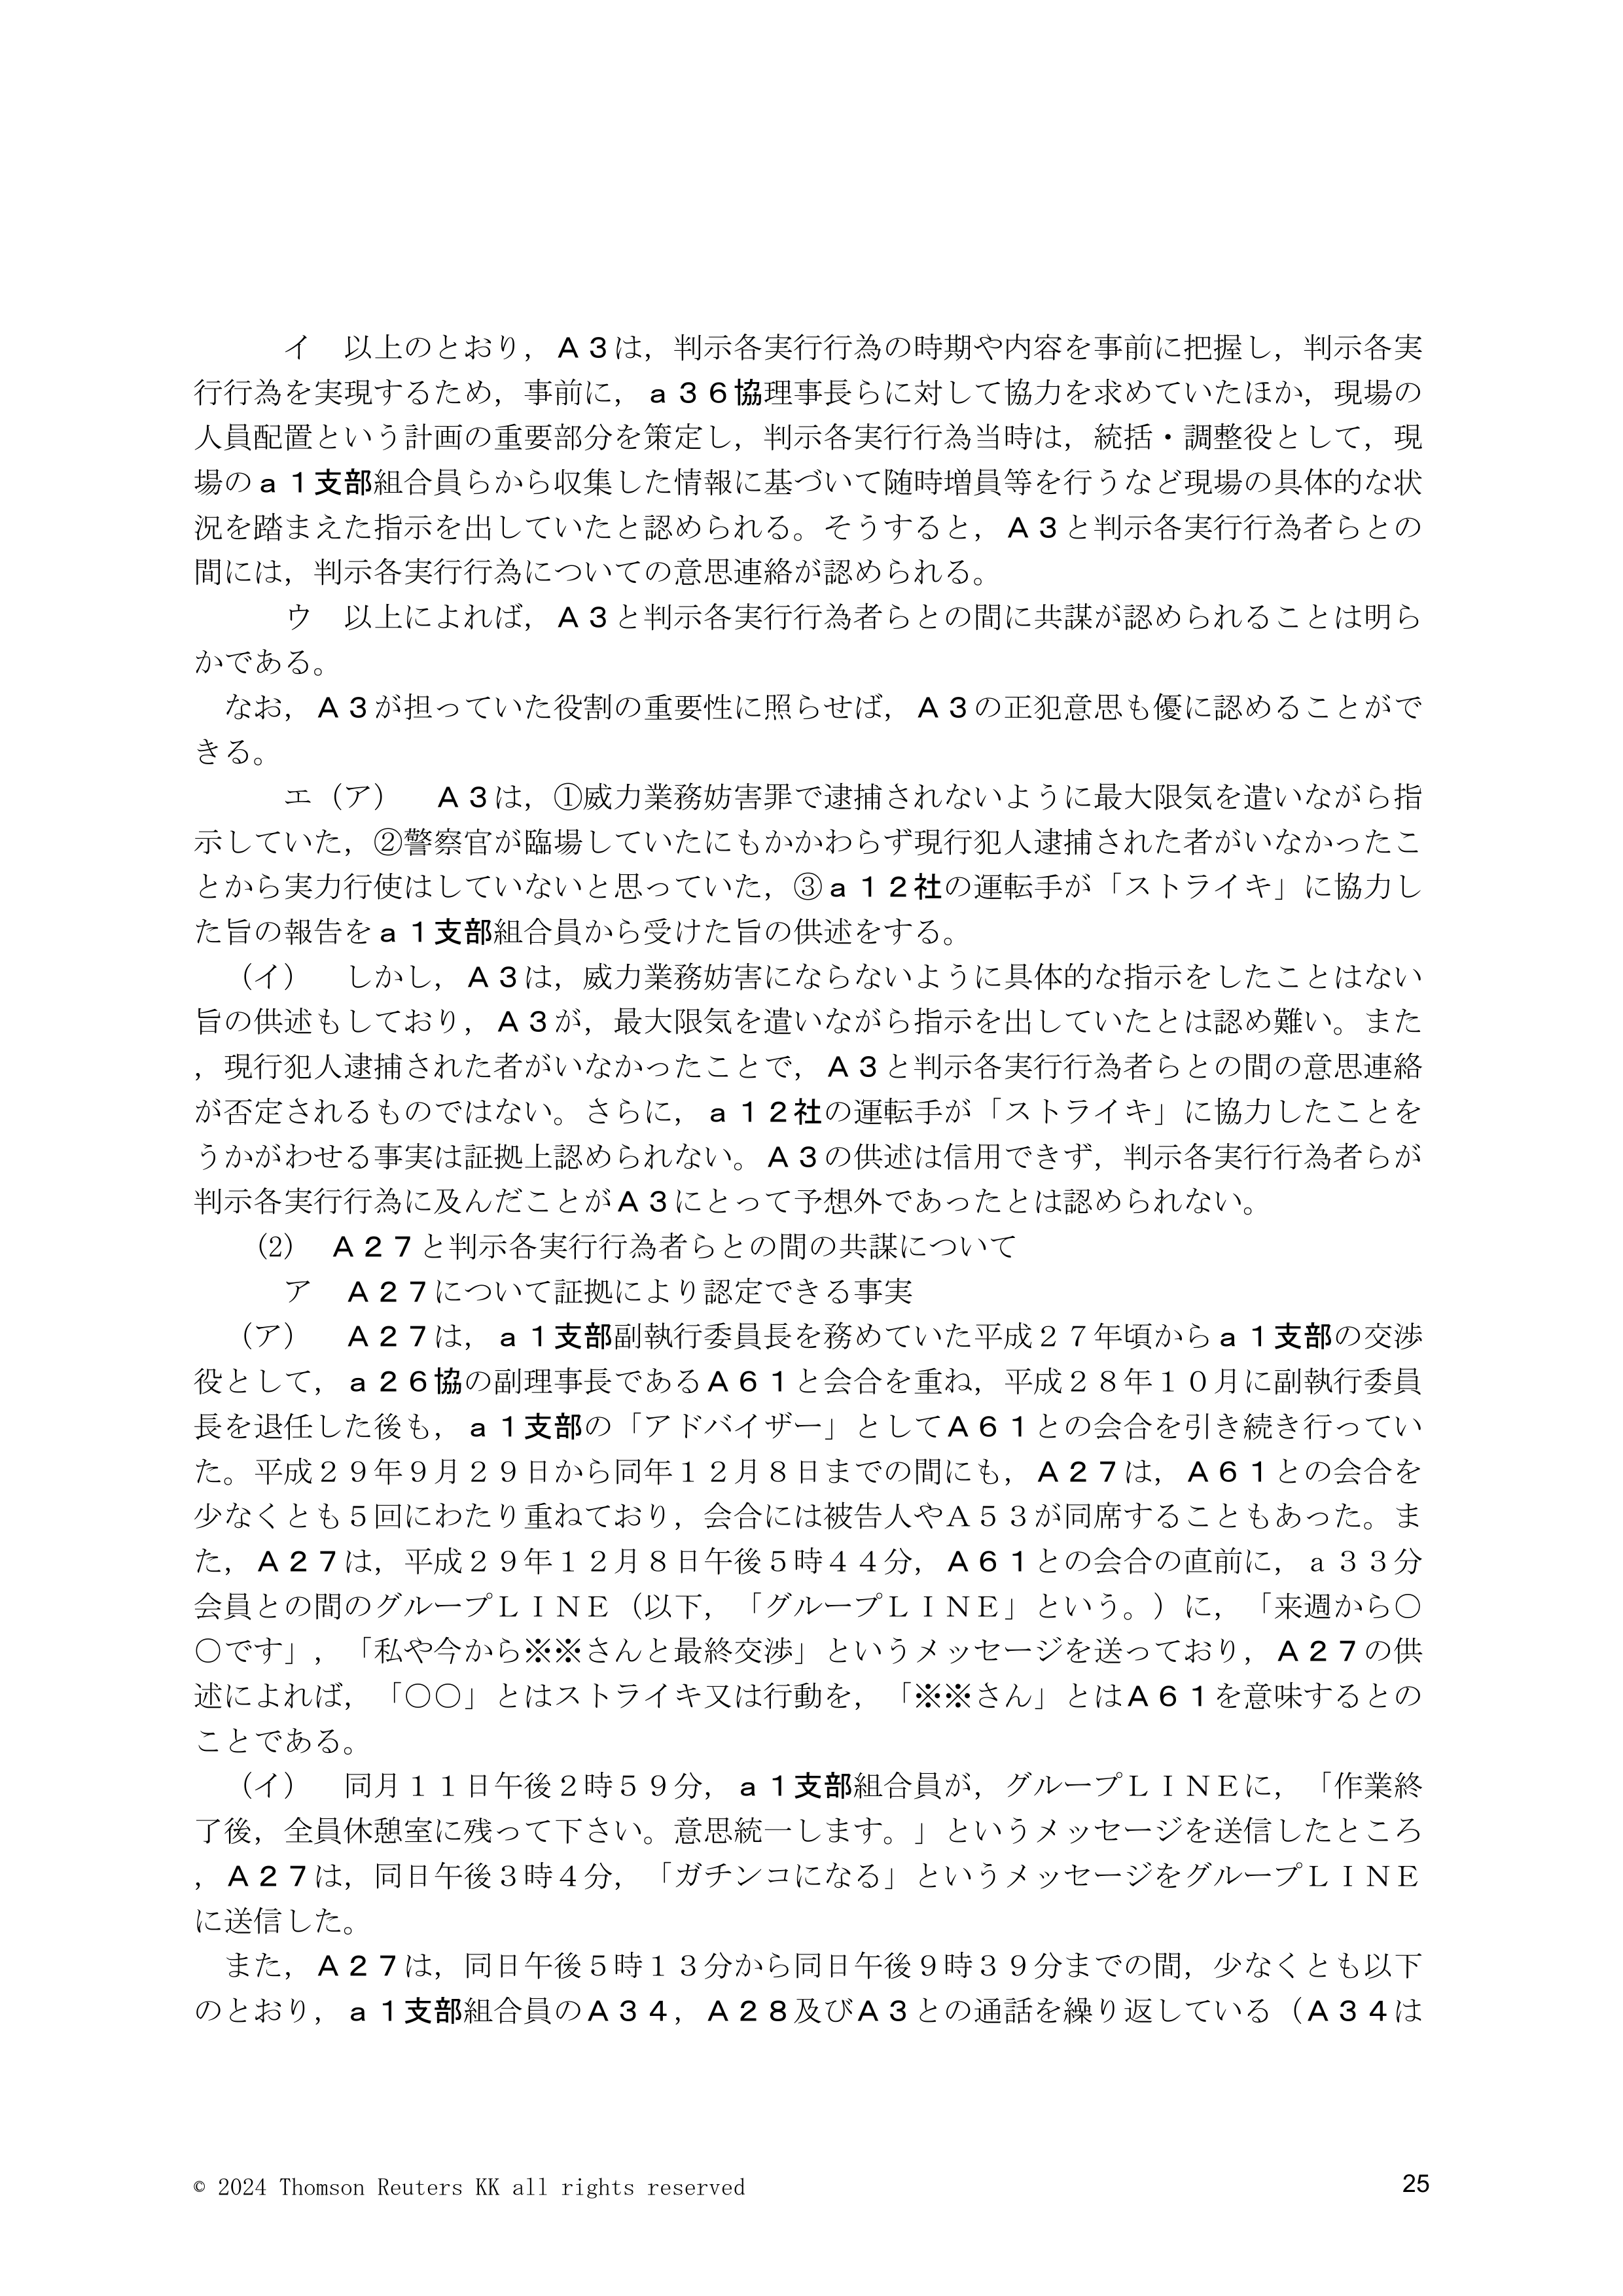 イ　以上のとおり，Ａ３は，判示各実行行為の時期や内容を事前に把握し，判示各実
行行為を実現するため，事前に，ａ３６協理事長らに対して協力を求めていたほか，現場の
人員配置という計画の重要部分を策定し，判示各実行行為当時は，統括・調整役として，現
場のａ１支部組合員らから収集した情報に基づいて随時増員等を行うなど現場の具体的な状
況を踏まえた指示を出していたと認められる。そうすると，Ａ３と判示各実行行為者らとの
間には，判示各実行行為についての意思連絡が認められる。
ウ　以上によれば，Ａ３と判示各実行行為者らとの間に共謀が認められることは明ら
かである。
なお，Ａ３が担っていた役割の重要性に照らせば，Ａ３の正犯意思も優に認めることがで
きる。
エ（ア）　Ａ３は，①威力業務妨害罪で逮捕されないように最大限気を遣いながら指
示していた，②警察官が臨場していたにもかかわらず現行犯人逮捕された者がいなかったこ
とから実力行使はしていないと思っていた，③ａ１２社の運転手が「ストライキ」に協力し
た旨の報告をａ１支部組合員から受けた旨の供述をする。
（イ）　しかし，Ａ３は，威力業務妨害にならないように具体的な指示をしたことはない
旨の供述もしており，Ａ３が，最大限気を遣いながら指示を出していたとは認め難い。また
，現行犯人逮捕された者がいなかったことで，Ａ３と判示各実行行為者らとの間の意思連絡
が否定されるものではない。さらに，ａ１２社の運転手が「ストライキ」に協力したことを
うかがわせる事実は証拠上認められない。Ａ３の供述は信用できず，判示各実行行為者らが
判示各実行行為に及んだことがＡ３にとって予想外であったとは認められない。
(2)　Ａ２７と判示各実行行為者らとの間の共謀について
ア　Ａ２７について証拠により認定できる事実
（ア）　Ａ２７は，ａ１支部副執行委員長を務めていた平成２７年頃からａ１支部の交渉
役として，ａ２６協の副理事長であるＡ６１と会合を重ね，平成２８年１０月に副執行委員
長を退任した後も，ａ１支部の「アドバイザー」としてＡ６１との会合を引き続き行ってい
た。平成２９年９月２９日から同年１２月８日までの間にも，Ａ２７は，Ａ６１との会合を
少なくとも５回にわたり重ねており，会合には被告人やＡ５３が同席することもあった。ま
た，Ａ２７は，平成２９年１２月８日午後５時４４分，Ａ６１との会合の直前に，ａ３３分
会員との間のグループＬＩＮＥ（以下，「グループＬＩＮＥ」という。）に，「来週から〇
〇です」，「私や今から※※さんと最終交渉」というメッセージを送っており，Ａ２７の供
述によれば，「〇〇」とはストライキ又は行動を，「※※さん」とはＡ６１を意味するとの
ことである。
（イ）　同月１１日午後２時５９分，ａ１支部組合員が，グループＬＩＮＥに，「作業終
了後，全員休憩室に残って下さい。意思統一します。」というメッセージを送信したところ
，Ａ２７は，同日午後３時４分，「ガチンコになる」というメッセージをグループＬＩＮＥ
に送信した。
また，Ａ２７は，同日午後５時１３分から同日午後９時３９分までの間，少なくとも以下
のとおり，ａ１支部組合員のＡ３４，Ａ２８及びＡ３との通話を繰り返している（Ａ３４は
© 2024 Thomson Reuters KK all rights reserved
25